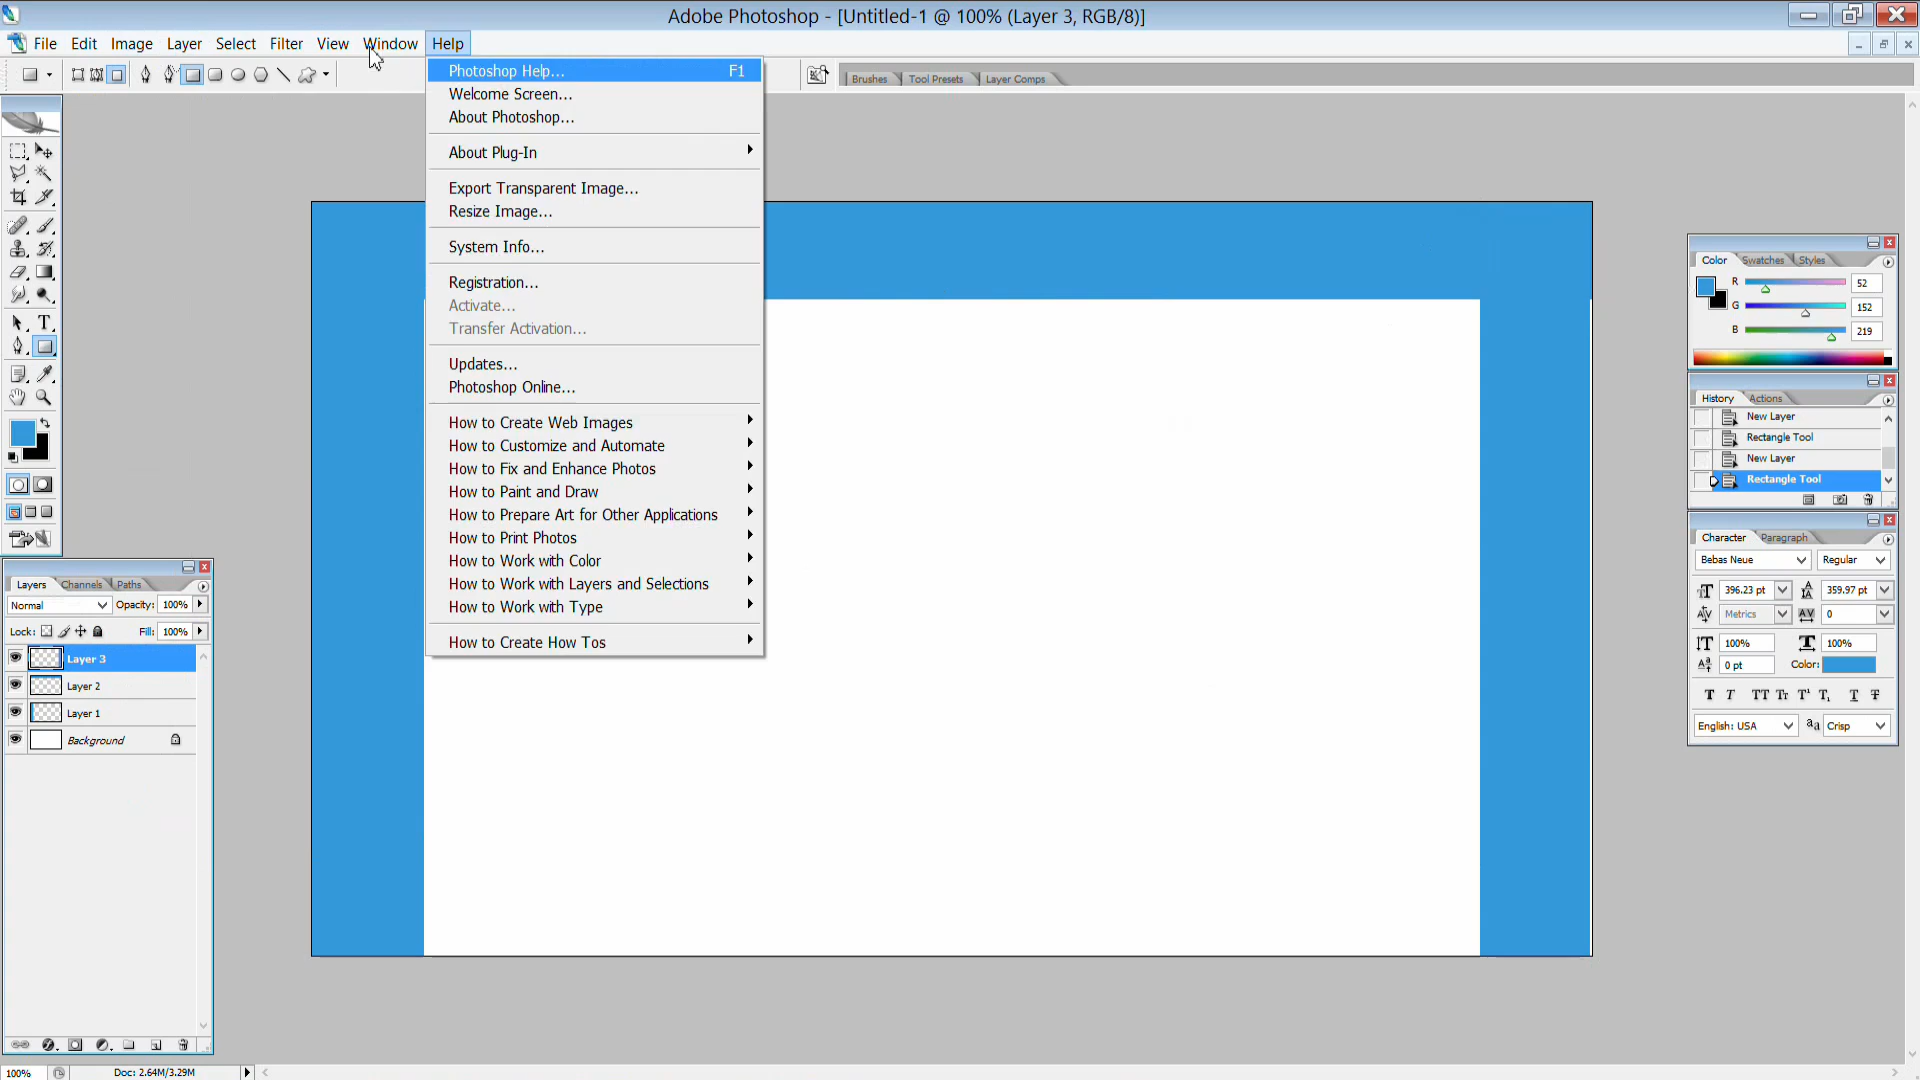 Adobe Photoshop - [Untitled-1 @ 100% (Layer 3, RGB/8)]
File Edit Image Layer Select Filter View Window Help
Brushes Tool Presets Layer Comps
Photoshop Help... F1
Welcome Screen...
About Photoshop...
About Plug-In
Export Transparent Image...
Resize Image...
System Info...
Registration...
Activate...
Transfer Activation...
Updates...
Photoshop Online...
How to Create Web Images
How to Customize and Automate
How to Fix and Enhance Photos
How to Paint and Draw
How to Prepare Art for Other Applications
How to Print Photos
How to Work with Color
How to Work with Layers and Selections
How to Work with Type
How to Create How Tos
Color Swatches Styles
R 52
G 152
B 219
History Actions
New Layer
Rectangle Tool
New Layer
Rectangle Tool
Character Paragraph
Bebas Neue Regular
396.23 pt 359.97 pt
Metrics 0
100% 100%
0 pt Color:
T T TT Tr T¹ T₁ T T
English: USA aa Crisp
Layers Channels Paths
Normal Opacity: 100%
Lock: Fill: 100%
Layer 3
Layer 2
Layer 1
Background
100% Doc: 2.64M/3.29M